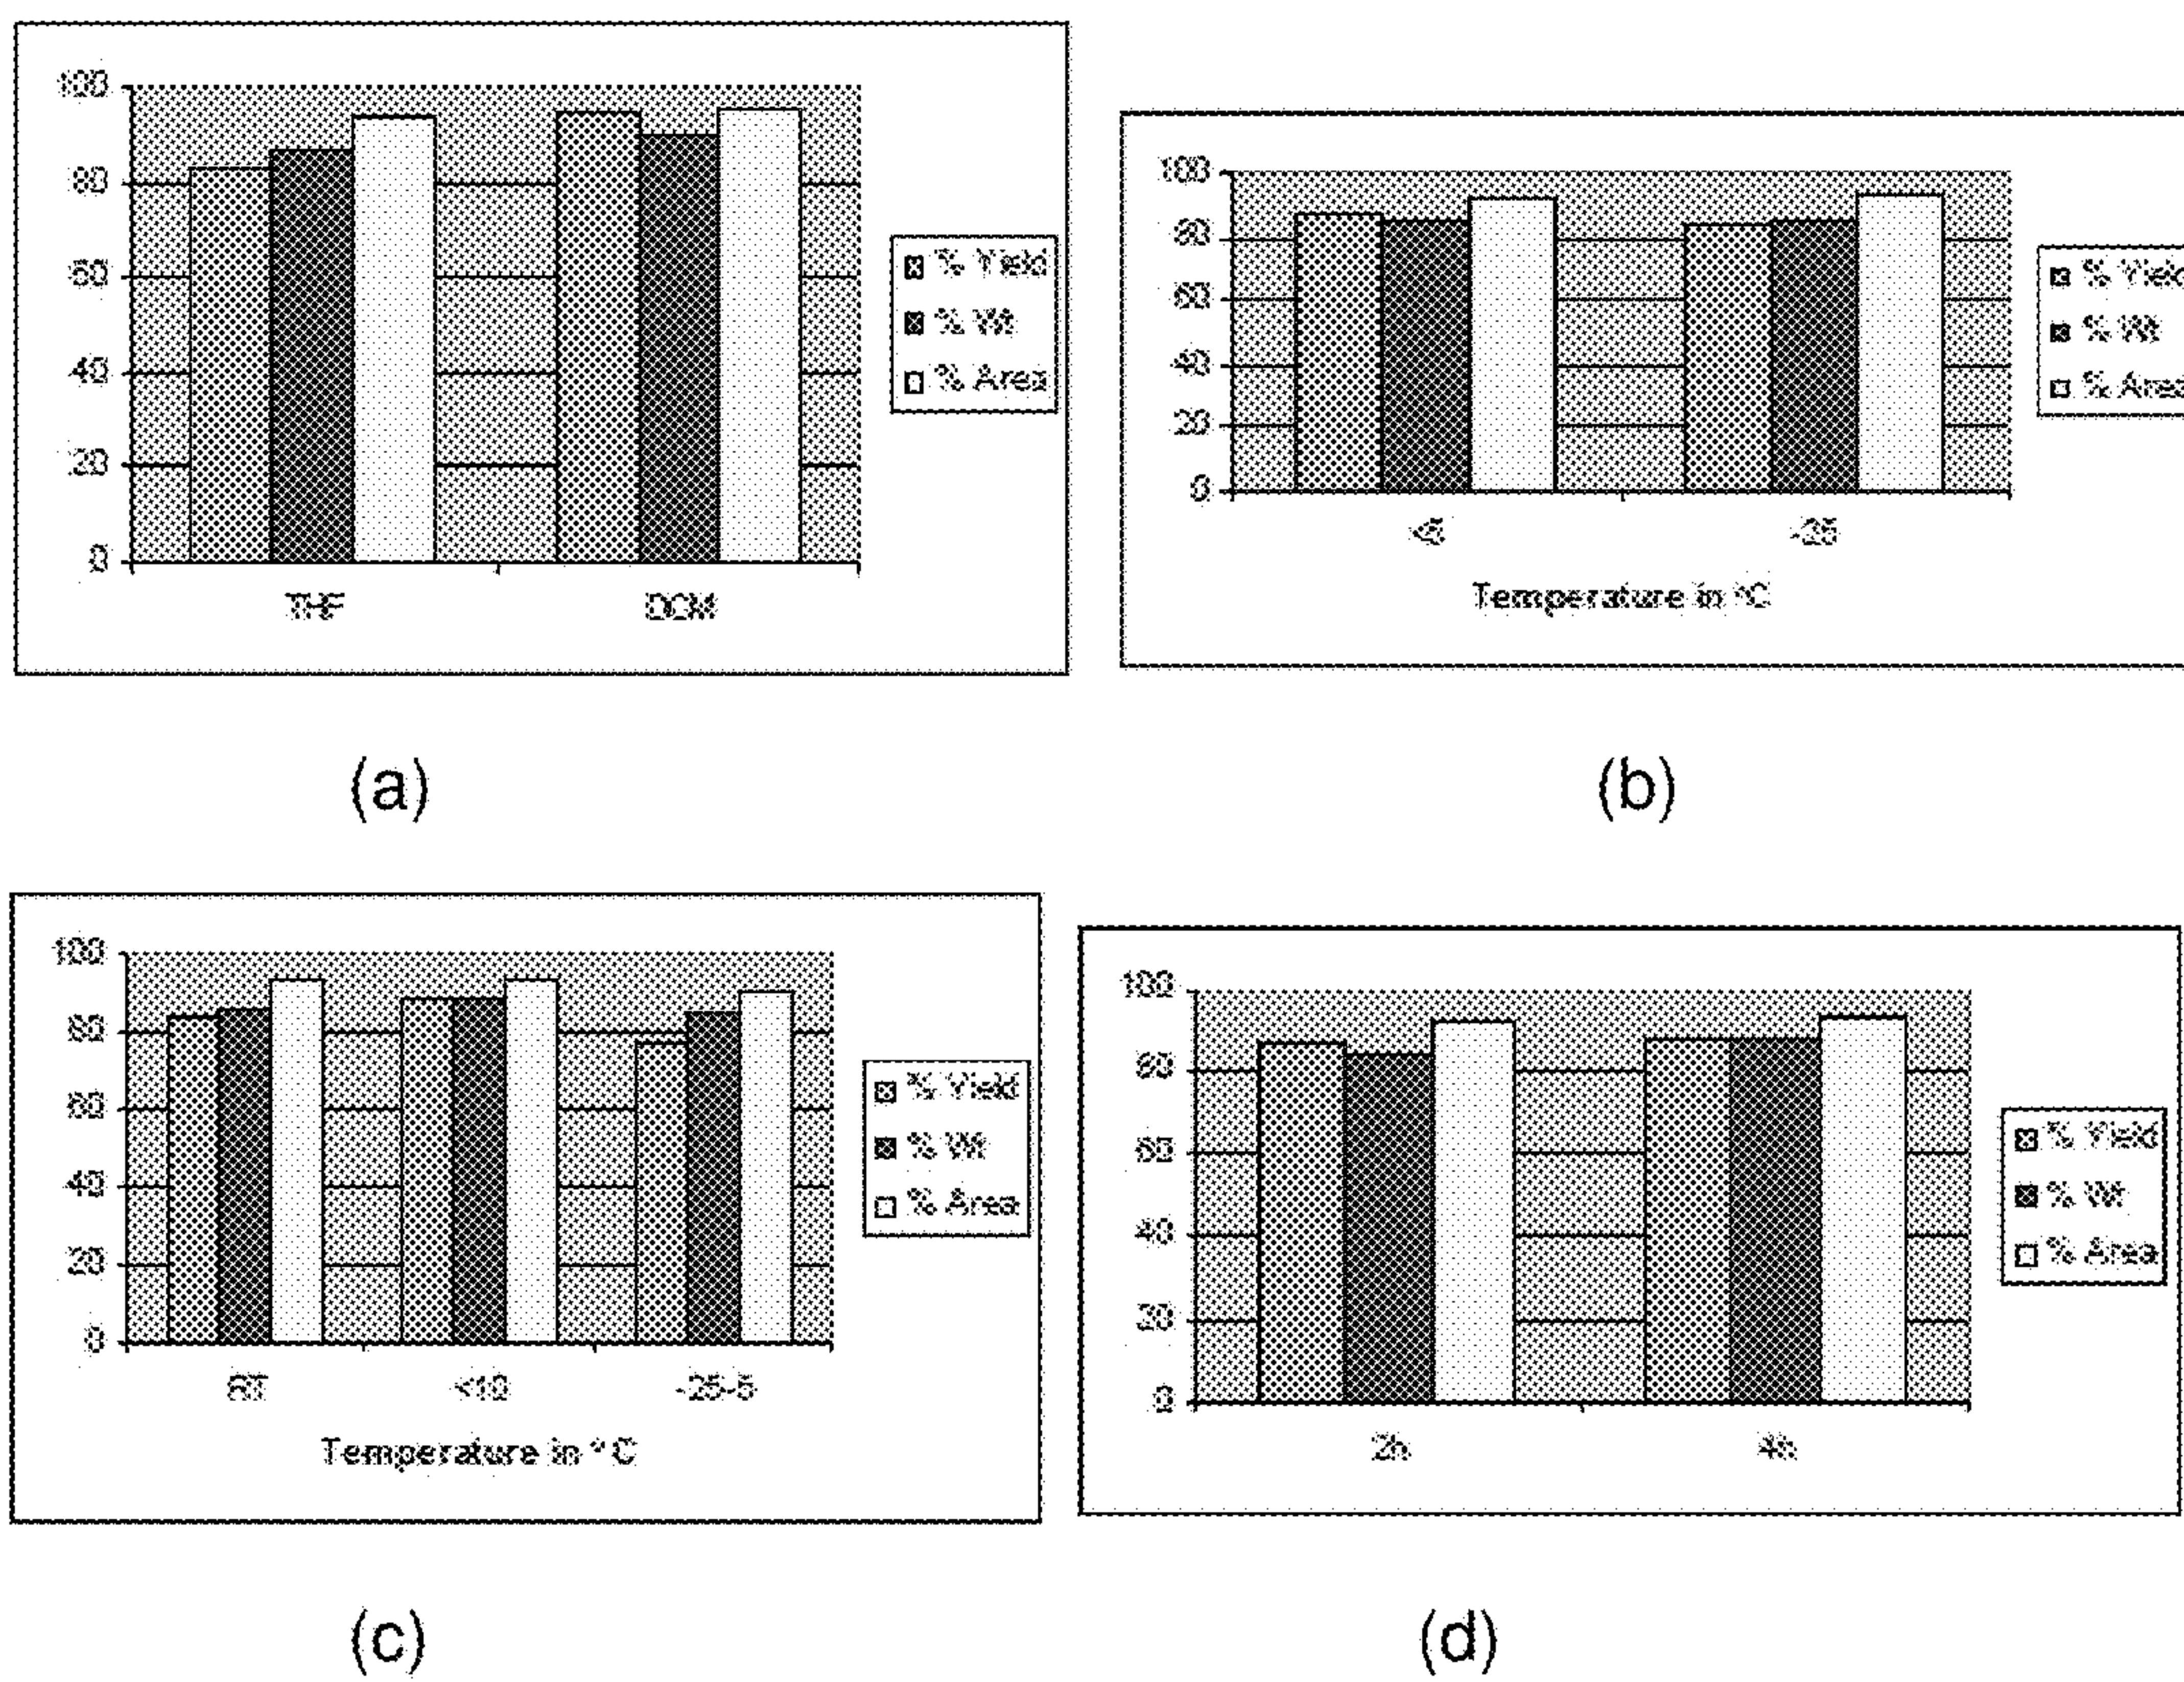 100
80
60
40
20
0
THF
DCM
% Yield
% Wt
% Area
(a)
100
80
60
40
20
0
<5
-25
Temperature in °C
% Yield
% Wt
% Area
(b)
100
80
60
40
20
0
RT
<10
-25-5
Temperature in °C
% Yield
% Wt
% Area
(c)
100
80
60
40
20
0
2h
4h
% Yield
% Wt
% Area
(d)